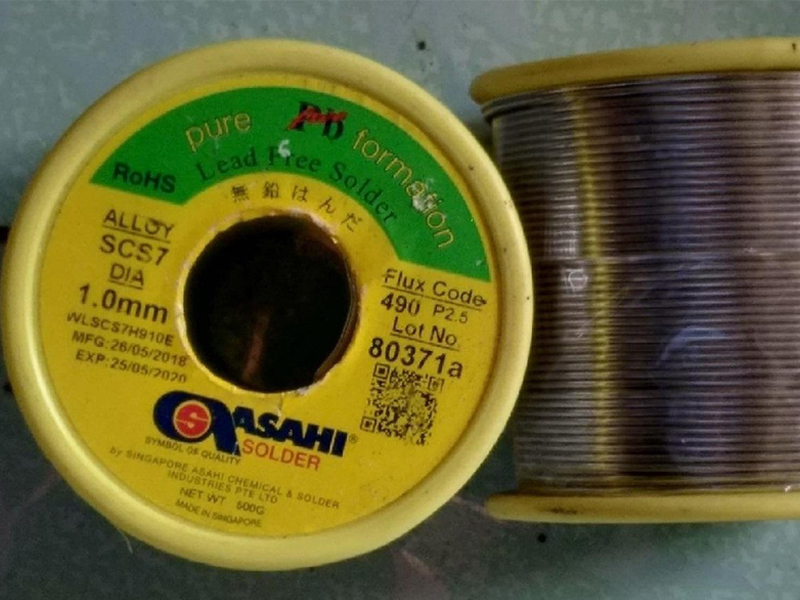 pure Pb formation
RoHS Lead Free Solder
無鉛はんだ
ALLOY
SCS7
DIA
1.0mm
WLSCS7H910E
MFG:26/05/2018
EXP:25/05/2020
Flux Code
490 P2.5
Lot No.
80371a
ASAHI®
SOLDER
SYMBOL OF QUALITY
by SINGAPORE ASAHI CHEMICAL & SOLDER
INDUSTRIES PTE LTD
NET WT 500G
MADE IN SINGAPORE